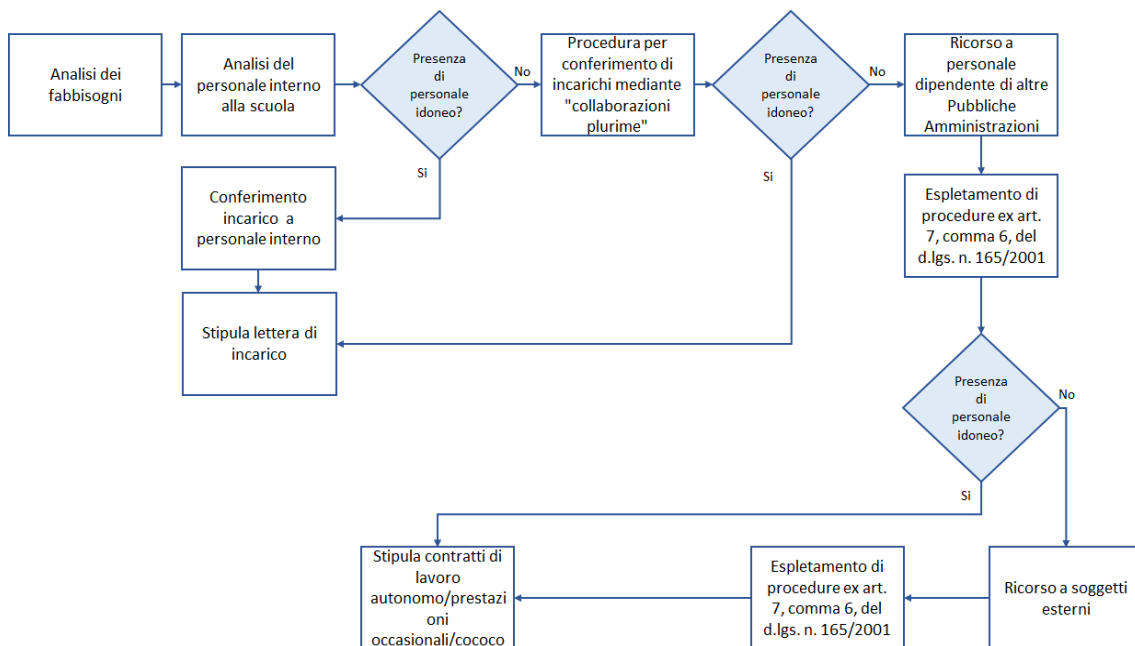 Analisi dei
fabbisogni
Analisi del
personale interno
alla scuola
Presenza
di
personale
idoneo?
No
Procedura per
conferimento di
incarichi mediante
"collaborazioni
plurime"
Presenza
di
personale
idoneo?
No
Ricorso a
personale
dipendente di altre
Pubbliche
Amministrazioni
Si
Si
Conferimento
incarico a
personale interno
Espletamento di
procedure ex art.
7, comma 6, del
d.lgs. n. 165/2001
Stipula lettera di
incarico
Presenza
di
personale
idoneo?
No
Si
Stipula contratti di
lavoro
autonomo/prestazi
oni
occasionali/cococo
Espletamento di
procedure ex art.
7, comma 6, del
d.lgs. n. 165/2001
Ricorso a soggetti
esterni